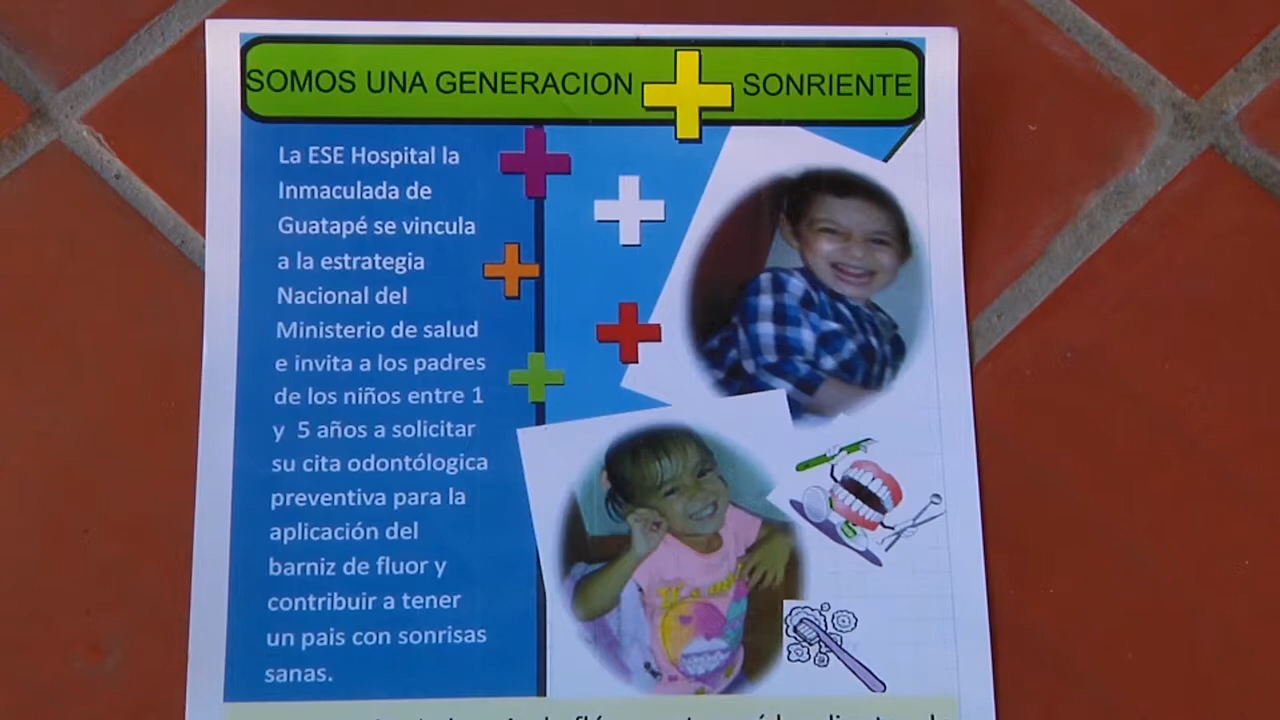 SOMOS UNA GENERACION + SONRIENTE
La ESE Hospital la
Inmaculada de
Guatapé se vincula
a la estrategia
Nacional del
Ministerio de salud
e invita a los padres
de los niños entre 1
y 5 años a solicitar
su cita odontólogica
preventiva para la
aplicación del
barniz de fluor y
contribuir a tener
un pais con sonrisas
sanas.